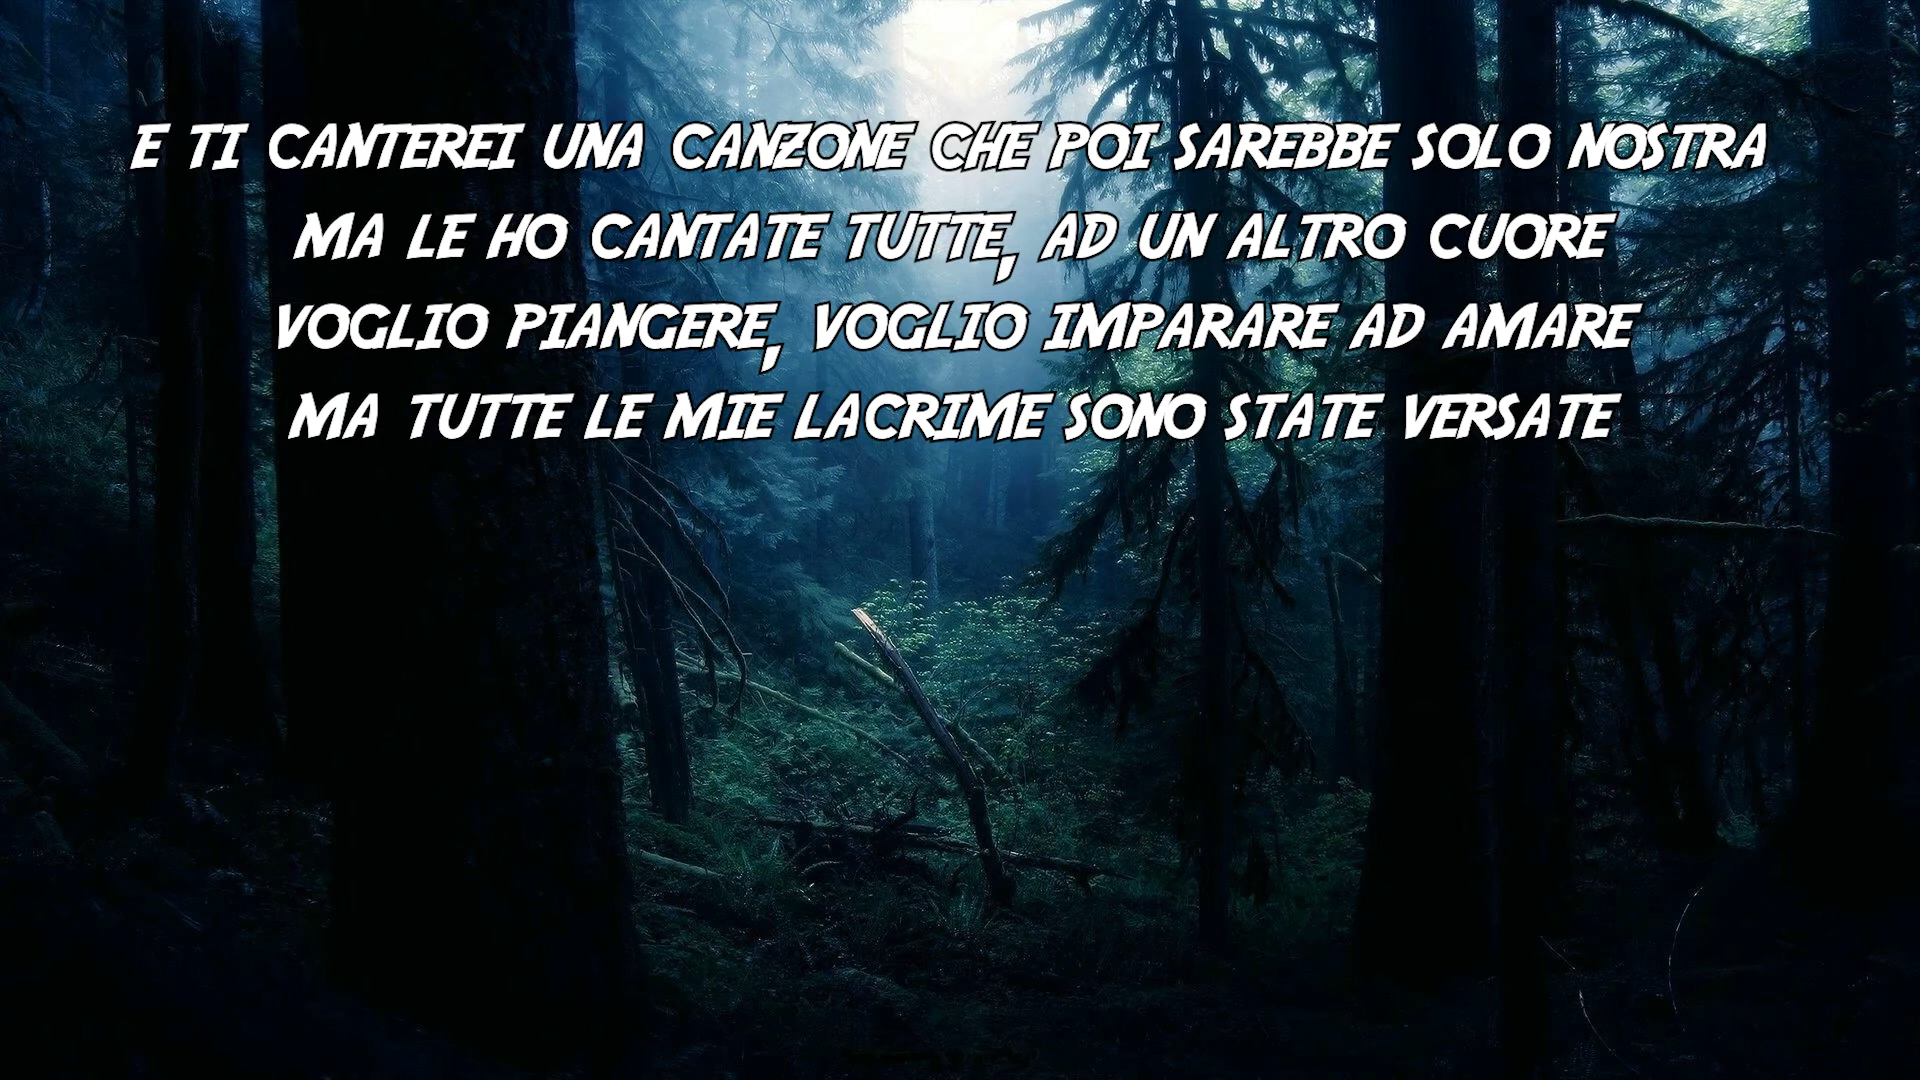 E TI CANTEREI UNA CANZONE CHE POI SAREBBE SOLO NOSTRA
MA LE HO CANTATE TUTTE, AD UN ALTRO CUORE
VOGLIO PIANGERE, VOGLIO IMPARARE AD AMARE
MA TUTTE LE MIE LACRIME SONO STATE VERSATE